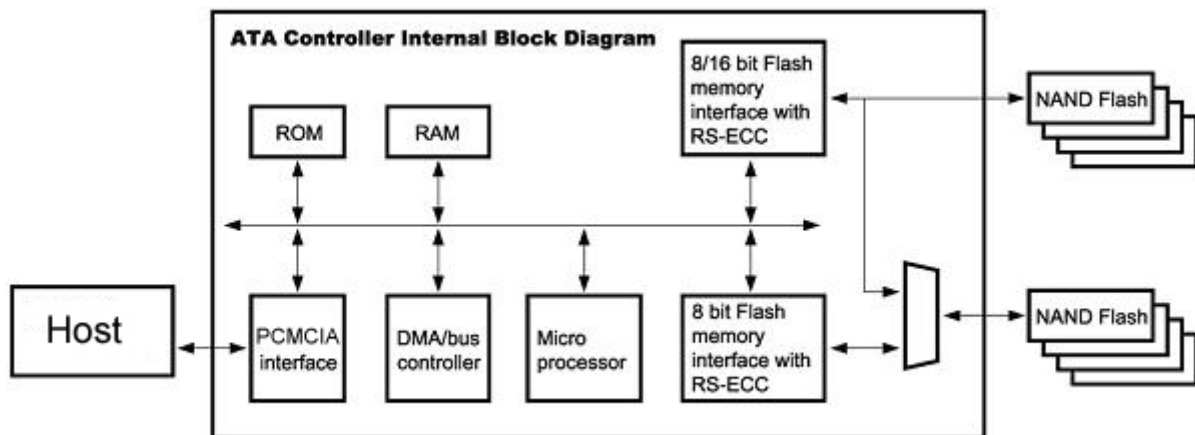 ATA Controller Internal Block Diagram
8/16 bit Flash
memory
interface with
RS-ECC
NAND Flash
ROM
RAM
Host
PCMCIA
interface
DMA/bus
controller
Micro
processor
8 bit Flash
memory
interface with
RS-ECC
NAND Flash